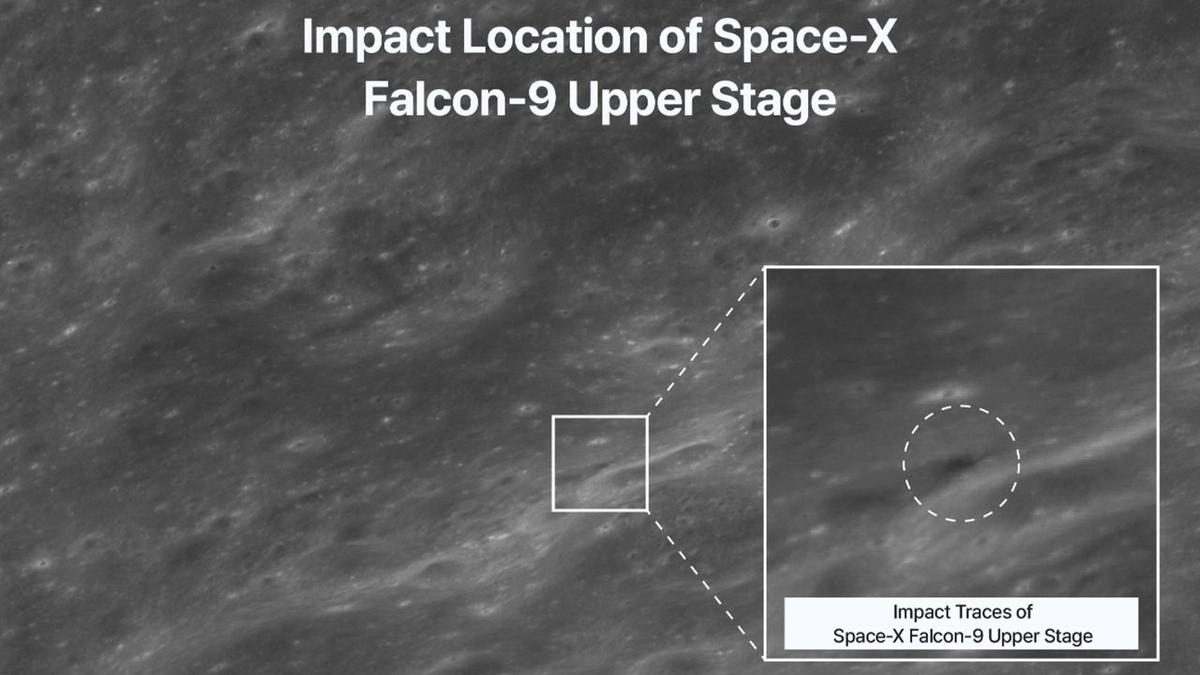 Impact Location of Space-X
Falcon-9 Upper Stage
Impact Traces of
Space-X Falcon-9 Upper Stage